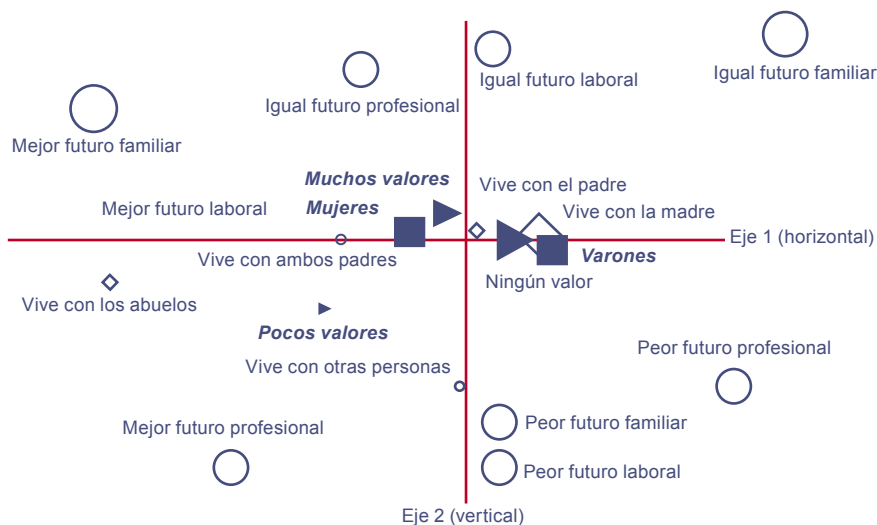 Igual futuro familiar
Igual futuro laboral
Igual futuro profesional
Mejor futuro familiar
Muchos valores
Vive con el padre
Mejor futuro laboral
Mujeres
Vive con la madre
Eje 1 (horizontal)
Vive con ambos padres
Varones
Ningún valor
Vive con los abuelos
Pocos valores
Peor futuro profesional
Vive con otras personas
Mejor futuro profesional
Peor futuro familiar
Peor futuro laboral
Eje 2 (vertical)